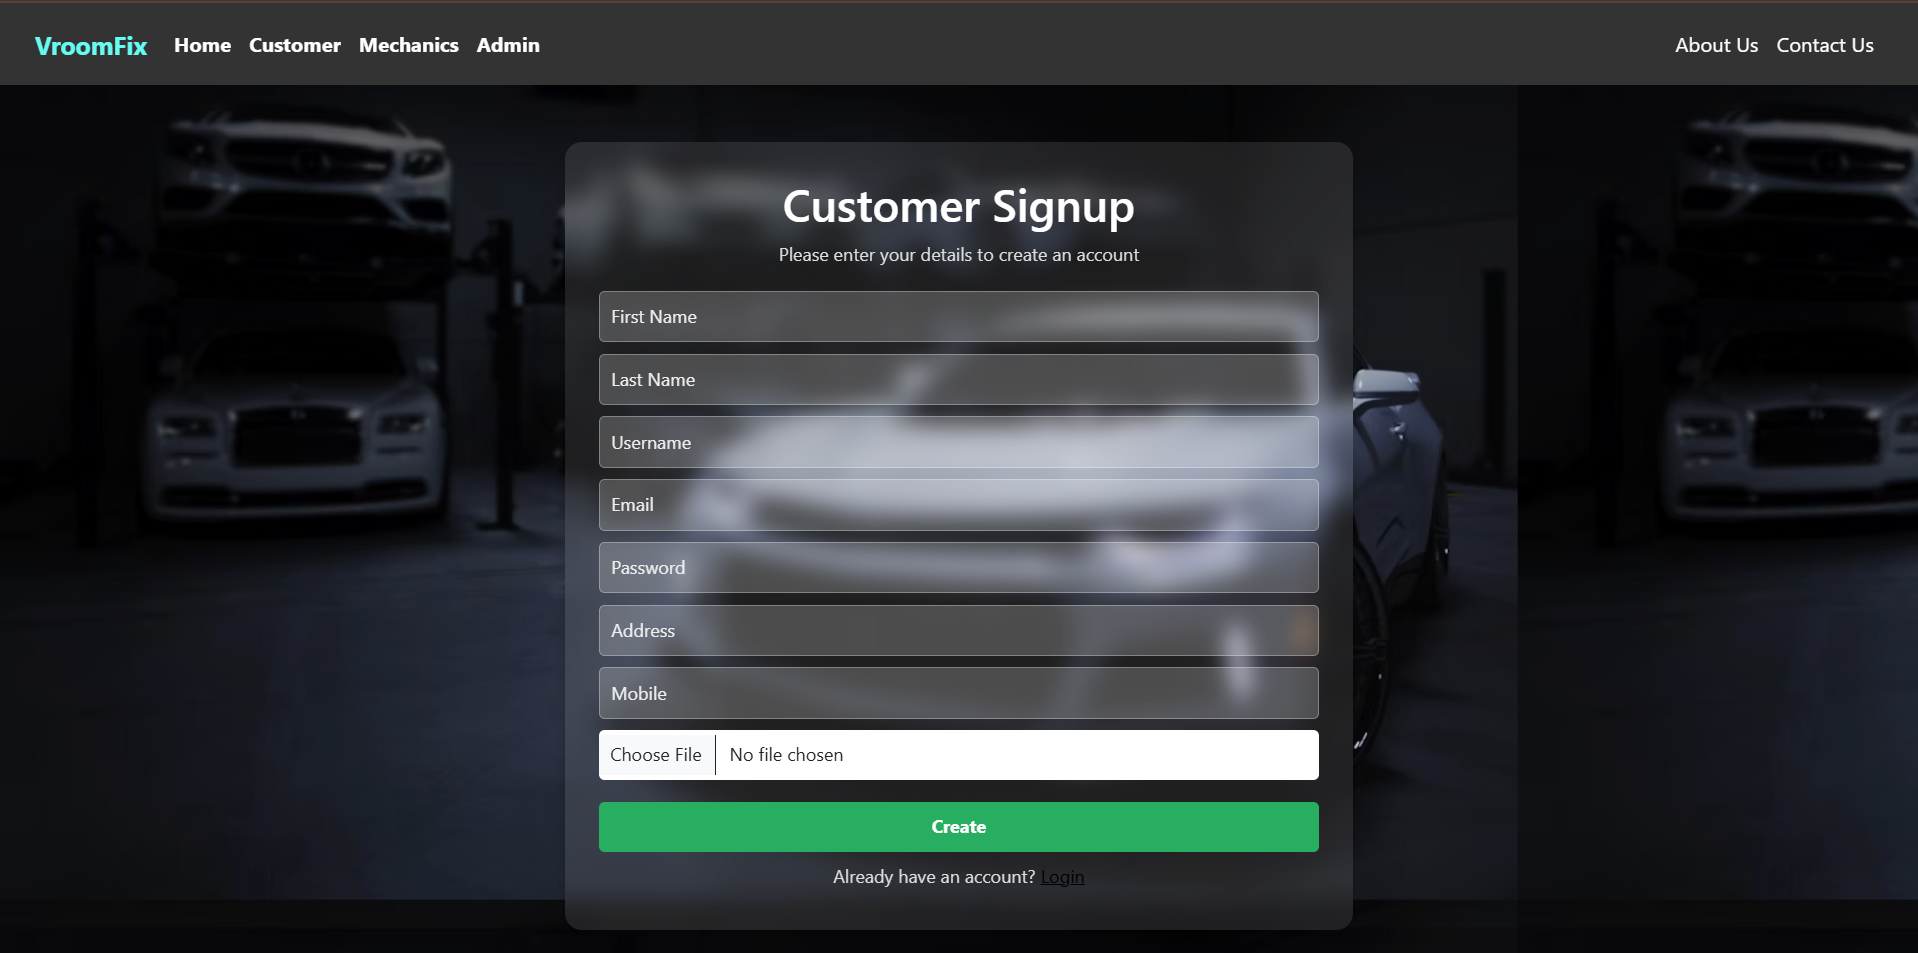 VroomFix Home Customer Mechanics Admin About Us Contact Us
Customer Signup
Please enter your details to create an account
First Name
Last Name
Username
Email
Password
Address
Mobile
Choose File No file chosen
Create
Already have an account? Login